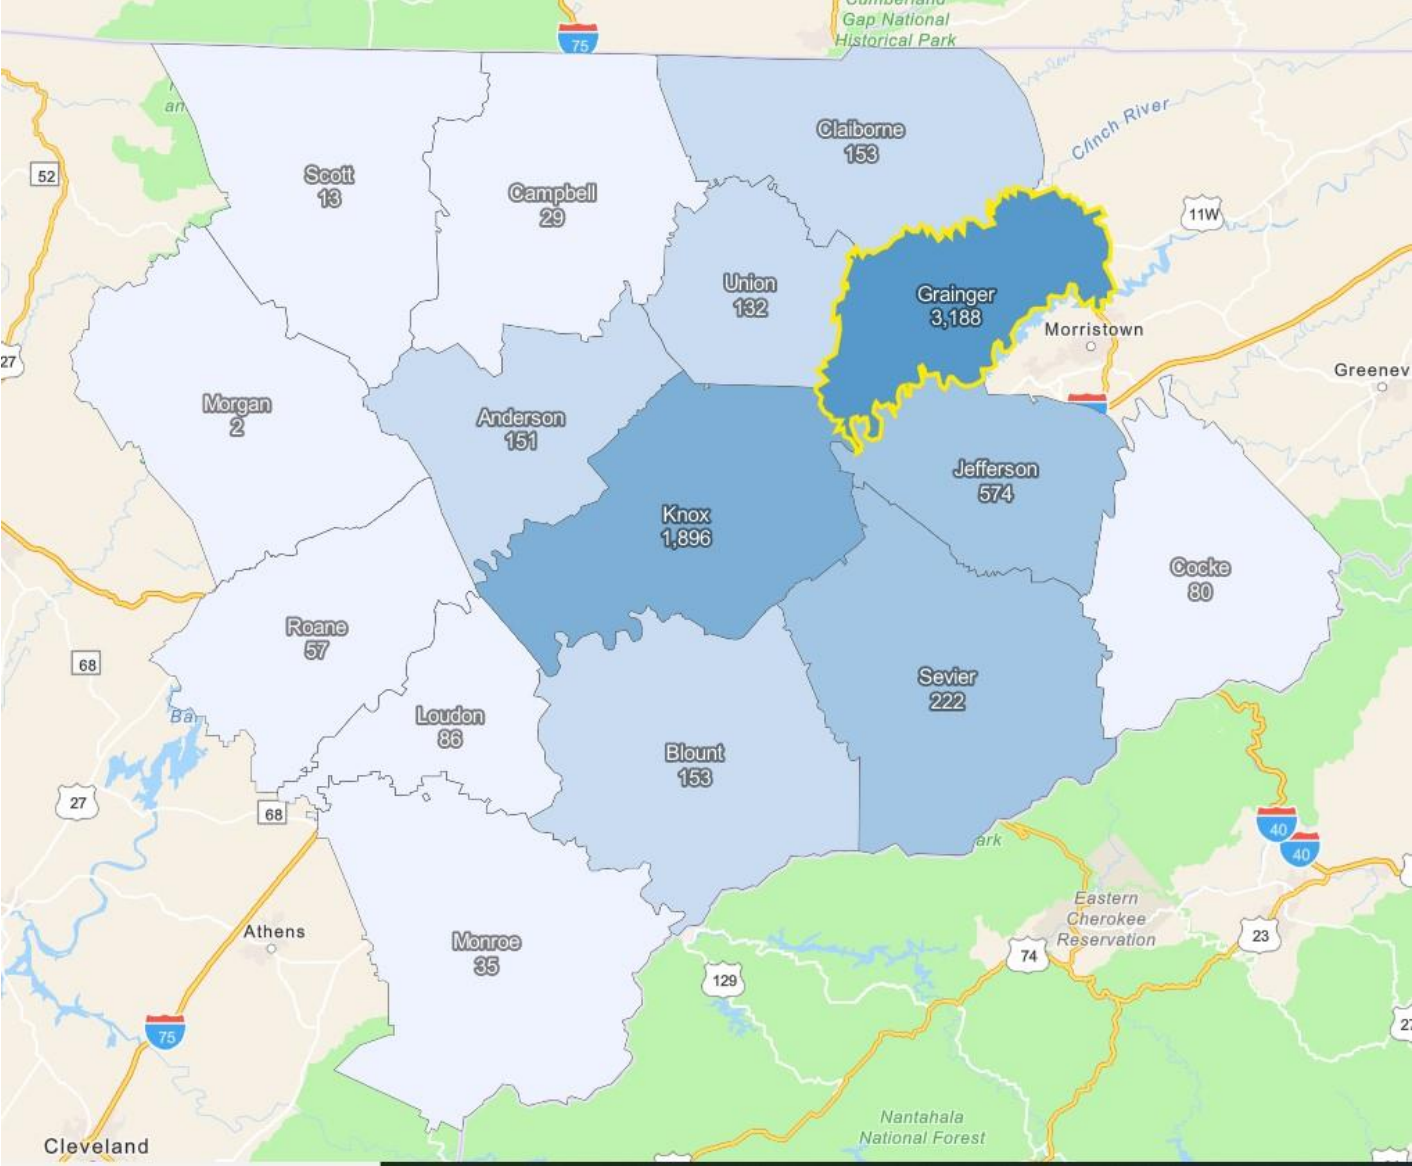 Cumberland
Gap National
Historical Park
75
Clinch River
52
Claiborne
153
Scott
13
Campbell
29
11W
Union
132
Grainger
3,188
Morristown
27
Greenev
Morgan
2
Anderson
151
Jefferson
574
Knox
1,896
Cocke
80
Roane
57
68
Sevier
222
Loudon
86
Ba
Blount
153
27
68
40
40
ark
Eastern
Cherokee
Reservation
Athens
23
Monroe
35
74
129
75
27
Nantahala
National Forest
Cleveland